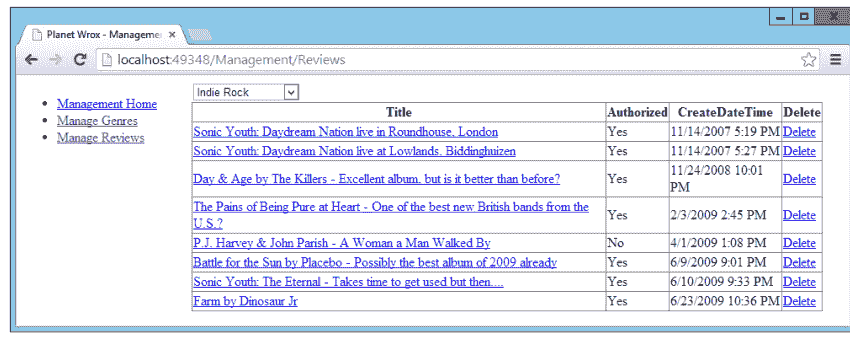 Planet Wrox - Manageme
localhost:49348/Management/Reviews
Management Home
Manage Genres
Manage Reviews
Indie Rock
Title Authorized CreateDateTime Delete
Sonic Youth: Daydream Nation live in Roundhouse, London Yes 11/14/2007 5:19 PM Delete
Sonic Youth: Daydream Nation live at Lowlands, Biddinghuizen Yes 11/14/2007 5:27 PM Delete
Day & Age by The Killers - Excellent album, but is it better than before? Yes 11/24/2008 10:01 Delete
PM
The Pains of Being Pure at Heart - One of the best new British bands from the Yes 2/3/2009 2:45 PM Delete
U.S.?
P.J. Harvey & John Parish - A Woman a Man Walked By No 4/1/2009 1:08 PM Delete
Battle for the Sun by Placebo - Possibly the best album of 2009 already Yes 6/9/2009 9:01 PM Delete
Sonic Youth: The Eternal - Takes time to get used but then.... Yes 6/10/2009 9:33 PM Delete
Farm by Dinosaur Jr Yes 6/23/2009 10:36 PM Delete